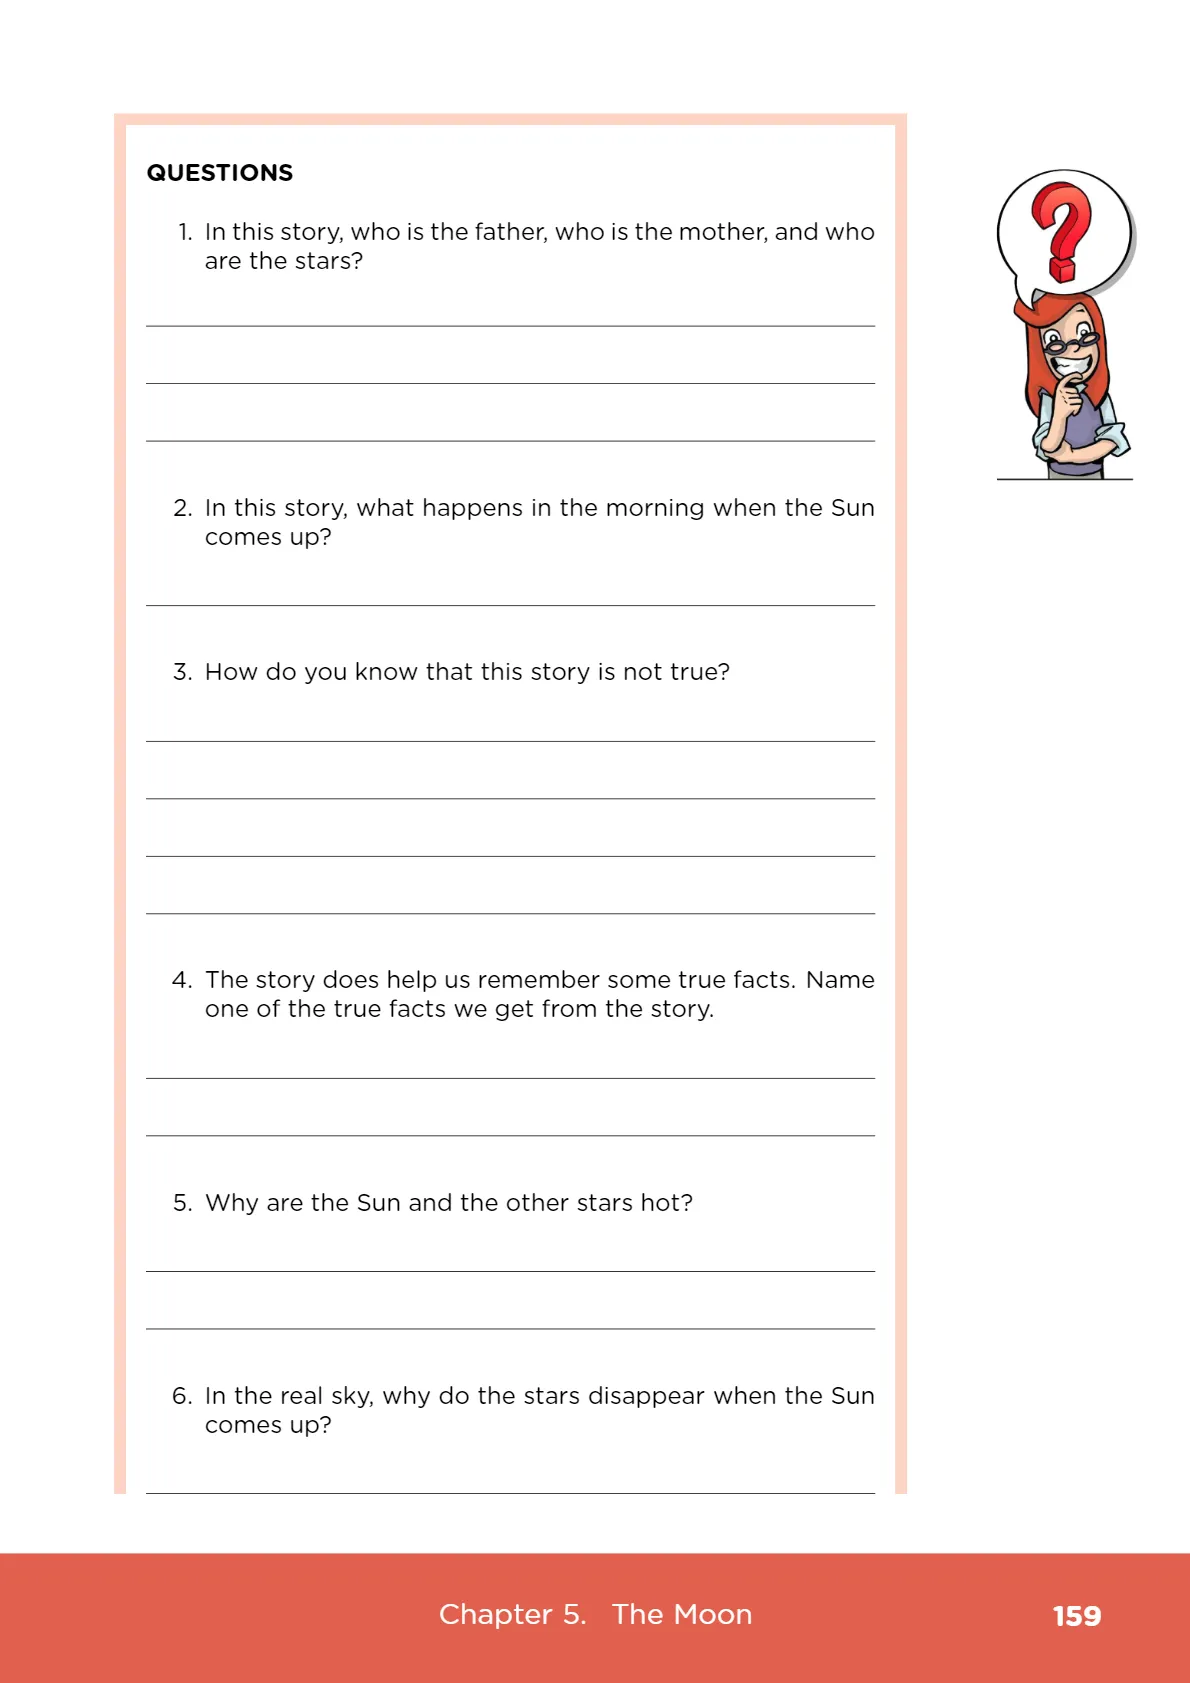 QUESTIONS
1. In this story, who is the father, who is the mother, and who
are the stars?
2. In this story, what happens in the morning when the Sun
comes up?
3. How do you know that this story is not true?
4. The story does help us remember some true facts. Name
one of the true facts we get from the story.
5. Why are the Sun and the other stars hot?
6. In the real sky, why do the stars disappear when the Sun
comes up?
Chapter 5. The Moon
159